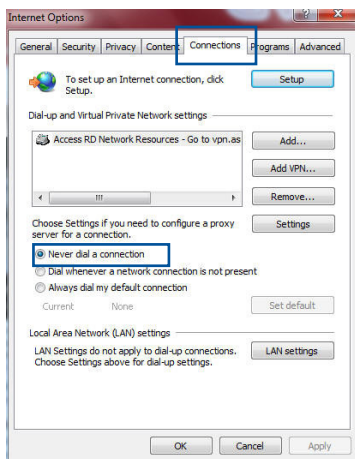 Internet Options
General Security Privacy Content Connections Programs Advanced
To set up an Internet connection, click
Setup.
Setup
Dial-up and Virtual Private Network settings
Access RD Network Resources - Go to vpn.as
Add...
Add VPN...
Remove...
Choose Settings if you need to configure a proxy
server for a connection.
Settings
Never dial a connection
Dial whenever a network connection is not present
Always dial my default connection
Current None
Set default
Local Area Network (LAN) settings
LAN Settings do not apply to dial-up connections.
Choose Settings above for dial-up settings.
LAN settings
OK Cancel Apply